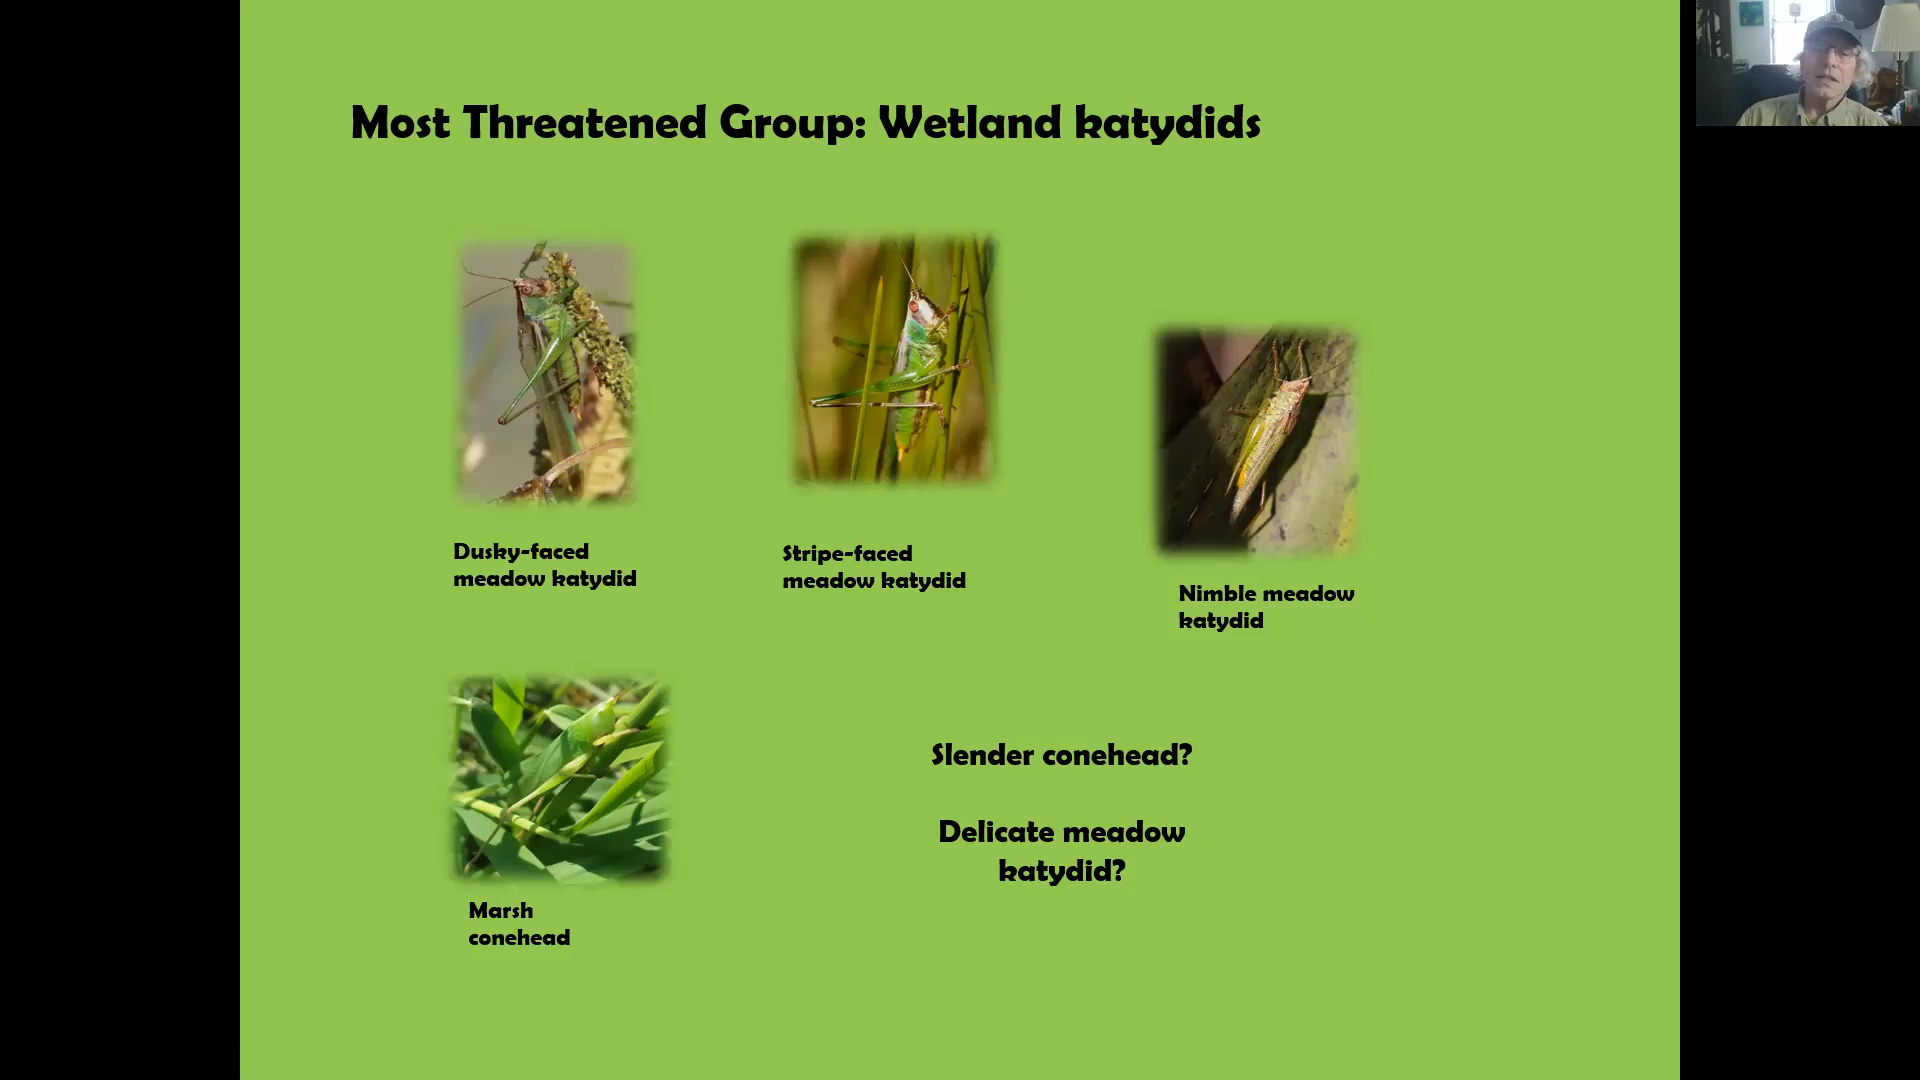 Most Threatened Group: Wetland katydids
Dusky-faced
meadow katydid
Stripe-faced
meadow katydid
Nimble meadow
katydid
Marsh
conehead
Slender conehead?
Delicate meadow
katydid?